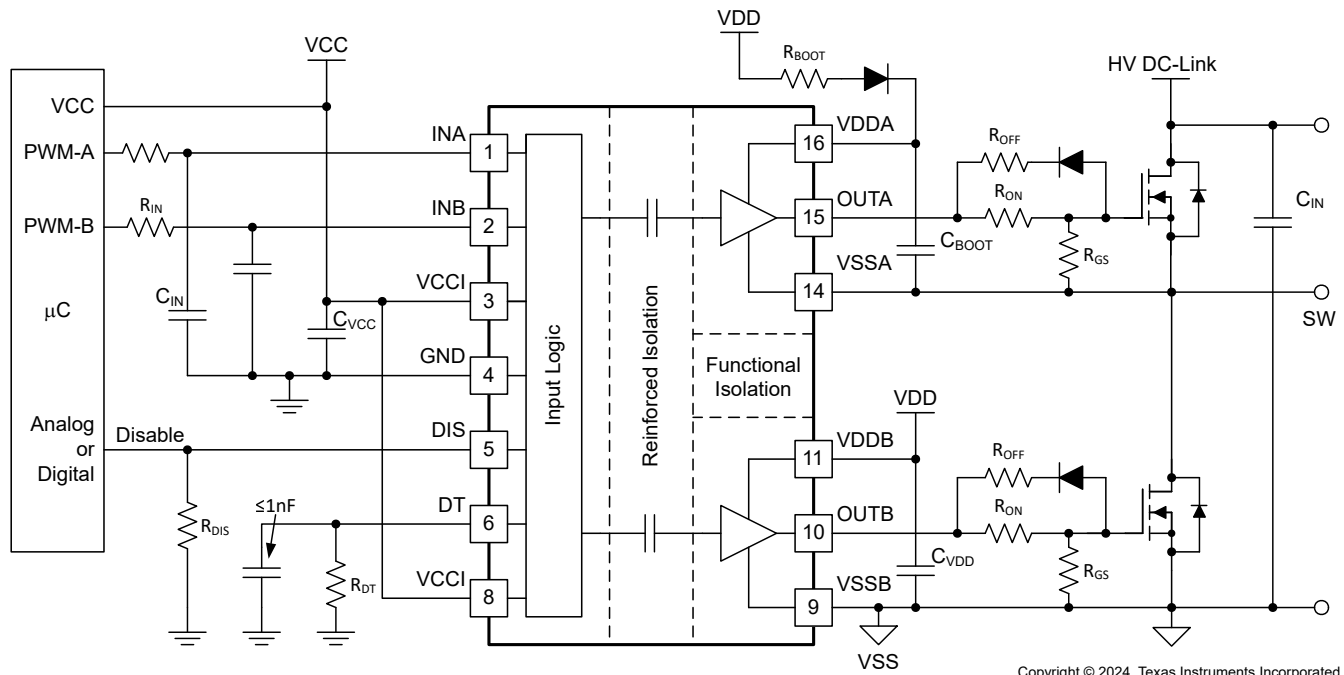 VDD
VCC
RBOOT
HV DC-Link
VCC
PWM-A
PWM-B
RIN
µC
Analog
or
Digital
Disable
CIN
CVCC
RDIS
≤1nF
RDT
INA
1
INB
2
VCCI
3
GND
4
DIS
5
DT
6
VCCI
8
Input Logic
Reinforced Isolation
Functional
Isolation
16
VDDA
15
OUTA
14
VSSA
CBOOT
ROFF
RON
RGS
CIN
SW
VDD
11
VDDB
10
OUTB
9
VSSB
CVDD
ROFF
RON
RGS
VSS
Copyright © 2024, Texas Instruments Incorporated